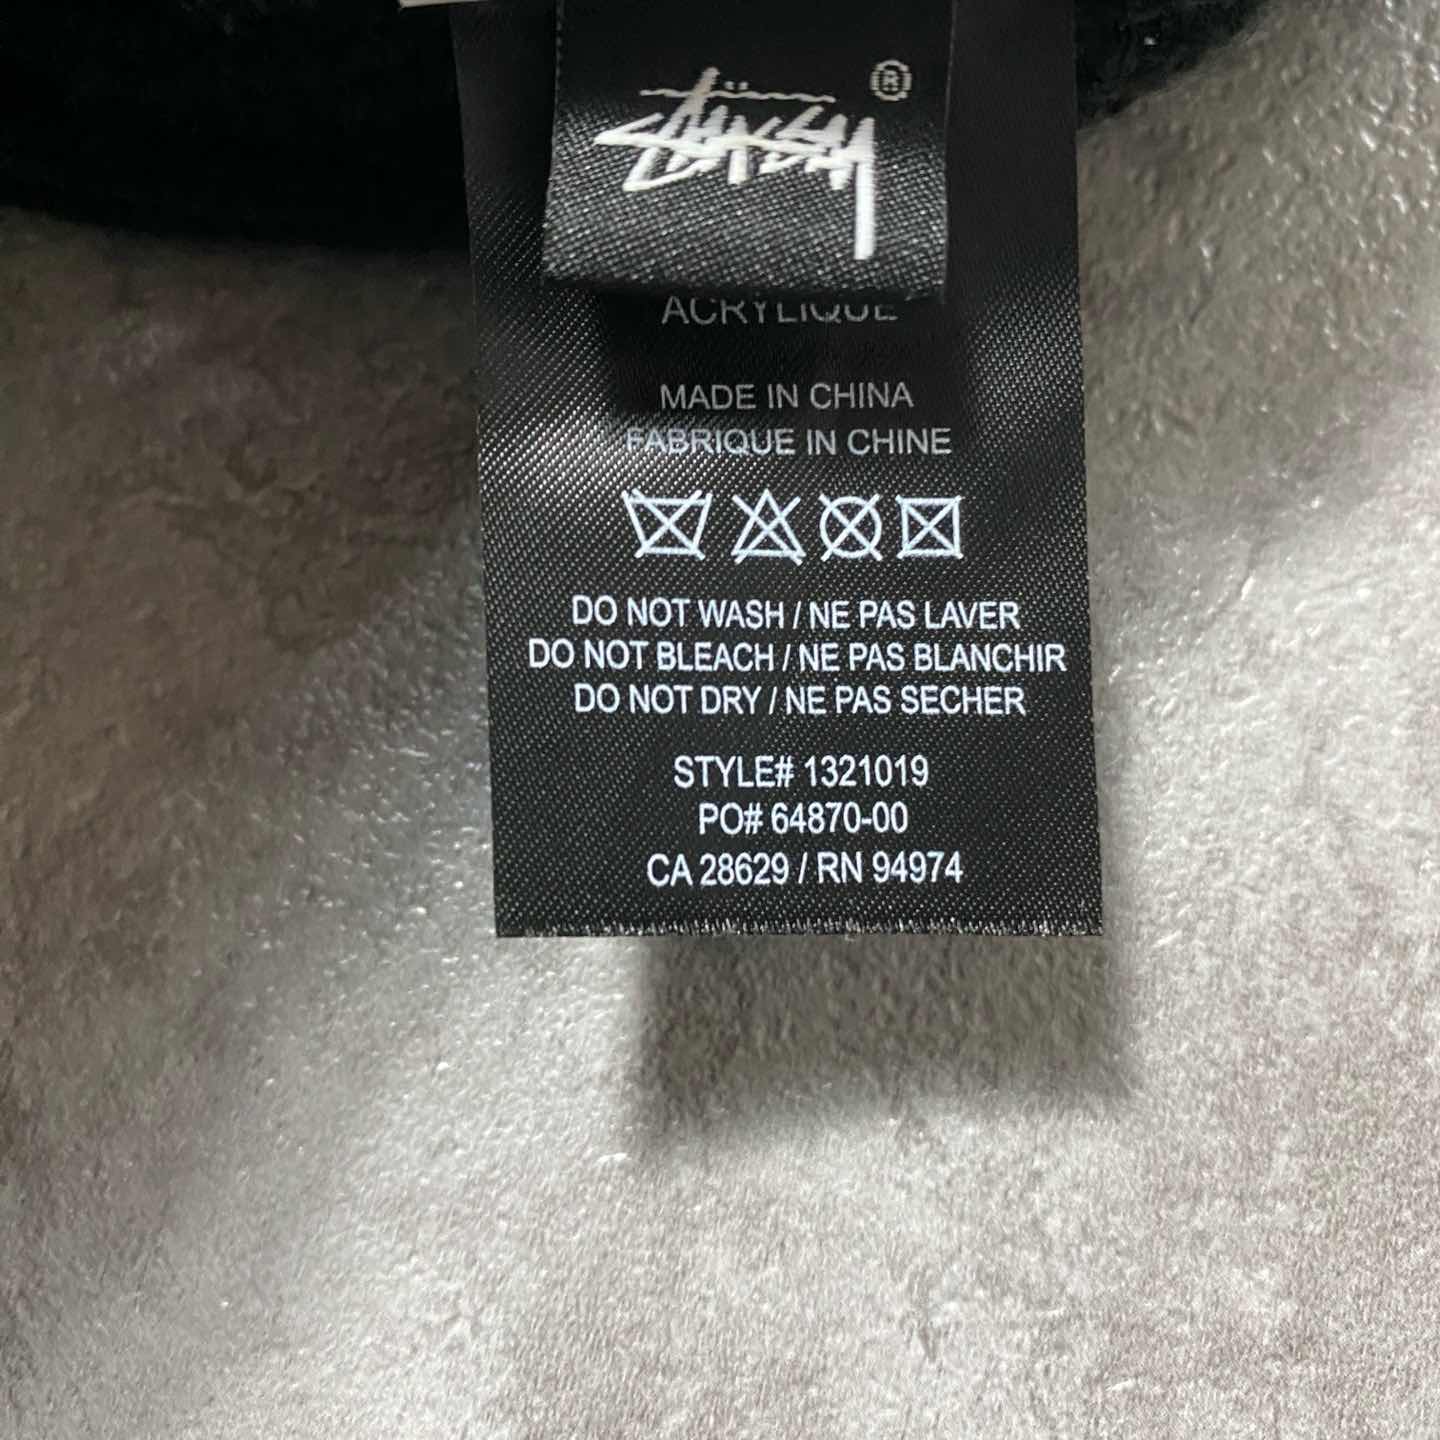 Stüssy ®
ACRYLIQUE
MADE IN CHINA
FABRIQUE IN CHINE
DO NOT WASH / NE PAS LAVER
DO NOT BLEACH / NE PAS BLANCHIR
DO NOT DRY / NE PAS SECHER
STYLE# 1321019
PO# 64870-00
CA 28629 / RN 94974